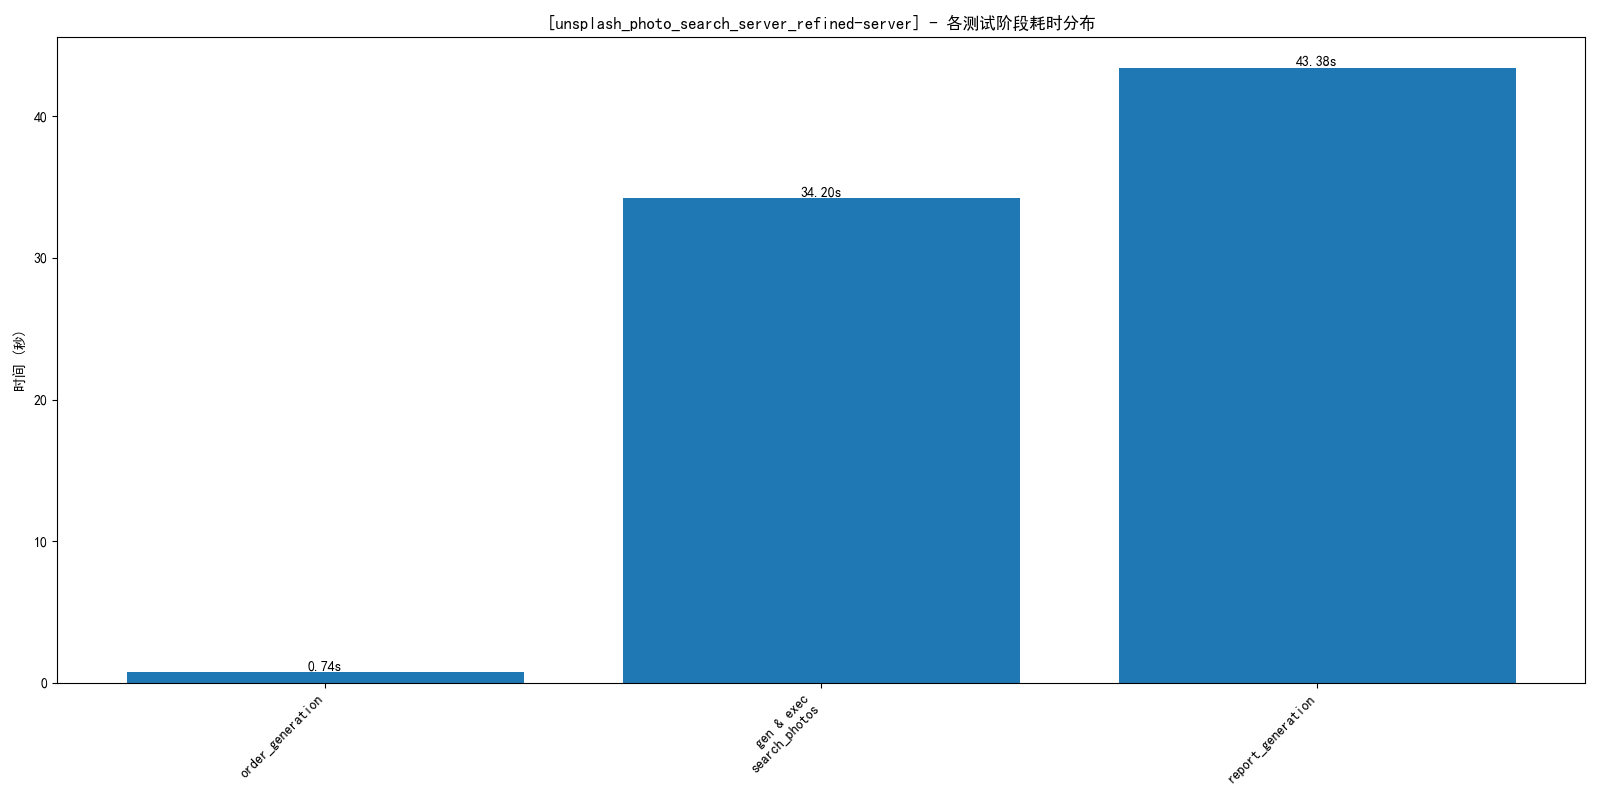 [unsplash_photo_search_server_refined-server] - 各测试阶段耗时分布
43.38s
34.20s
0.74s
40
30
20
10
0
时间 (秒)
order_generation
gen & exec
search_photos
report_generation